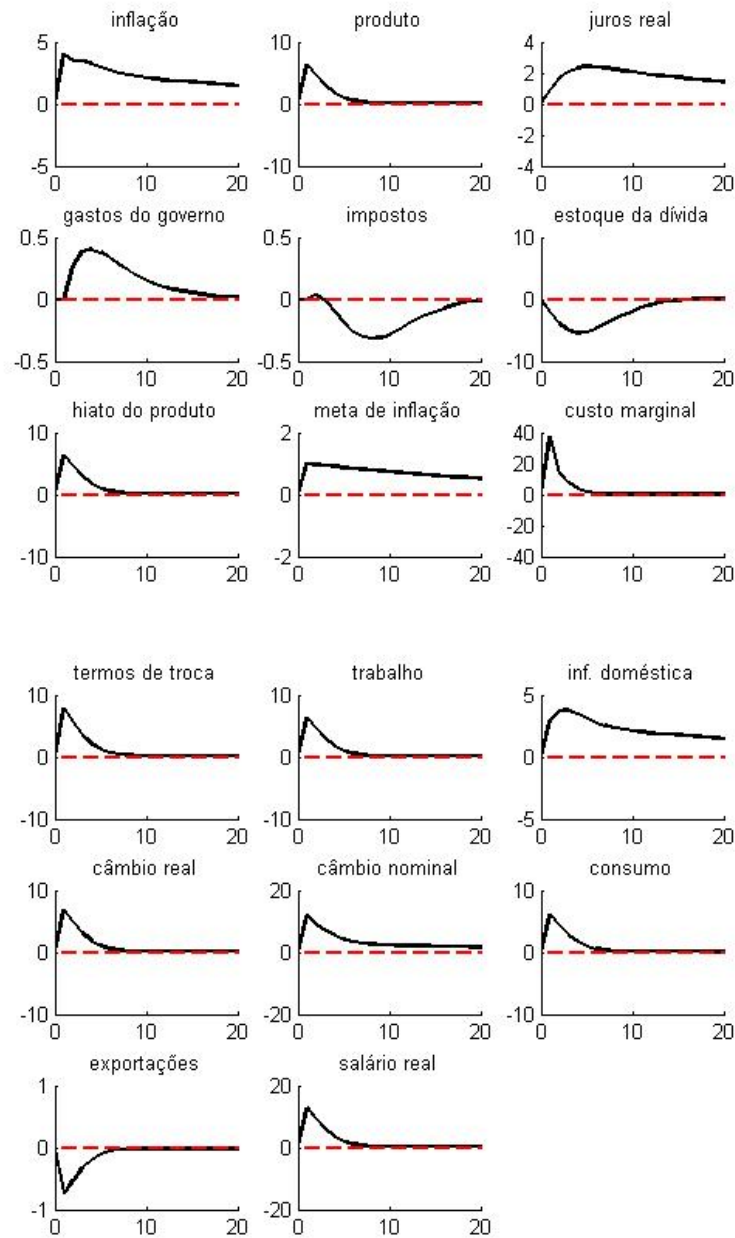 inflação produto juros real
5 10 4
2
0 0 0
-2
-5 -10 -4
0 10 20 0 10 20 0 10 20
gastos do governo impostos estoque da dívida
0.5 0.5 10
0 0 0
-0.5 -0.5 -10
0 10 20 0 10 20 0 10 20
hiato do produto meta de inflação custo marginal
10 2 40
20
0 0 0
-20
-10 -2 -40
0 10 20 0 10 20 0 10 20
termos de troca trabalho inf. doméstica
10 10 5
0 0 0
-10 -10 -5
0 10 20 0 10 20 0 10 20
câmbio real câmbio nominal consumo
10 20 10
0 0 0
-10 -20 -10
0 10 20 0 10 20 0 10 20
exportações salário real
1 20
0 0
-1 -20
0 10 20 0 10 20